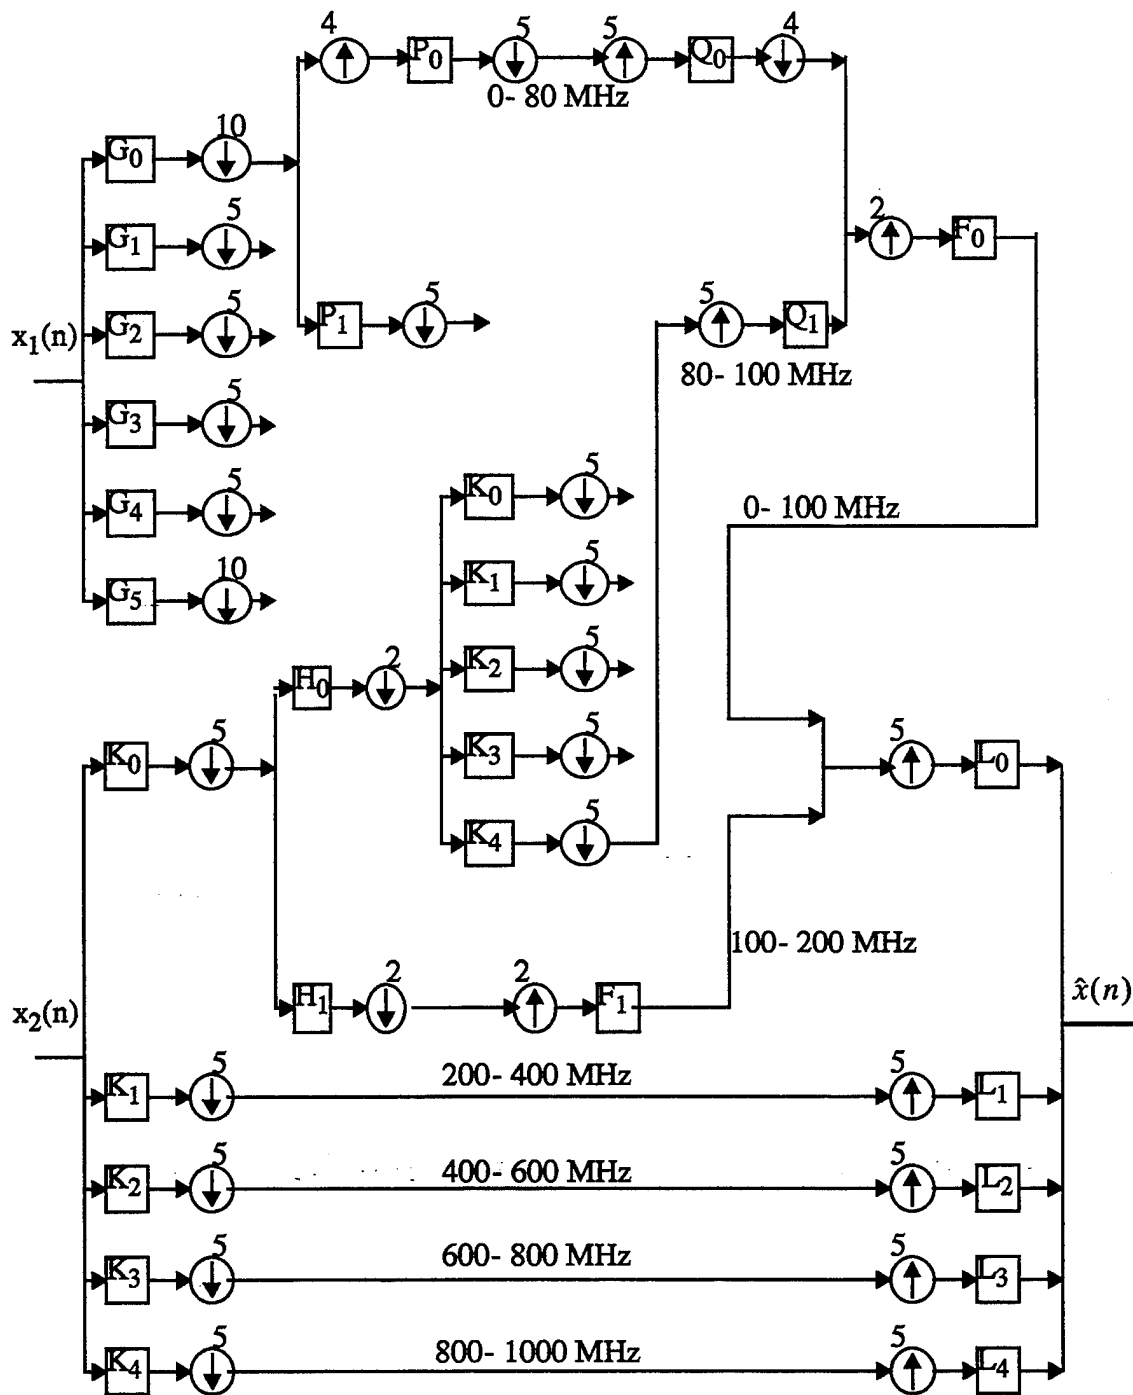 4
P0
5
5
Q0
4
0- 80 MHz
10
G0
5
G1
2
F0
5
G2
5
P1
5
Q1
x1(n)
80- 100 MHz
5
G3
5
G4
5
K0
0- 100 MHz
10
G5
5
K1
2
H0
5
K2
5
K0
5
K3
5
L0
5
K4
100- 200 MHz
2
H1
2
F1
x2(n)
x̂(n)
5
K1
200- 400 MHz
5
L1
5
K2
400- 600 MHz
5
L2
5
K3
600- 800 MHz
5
L3
5
K4
800- 1000 MHz
5
L4